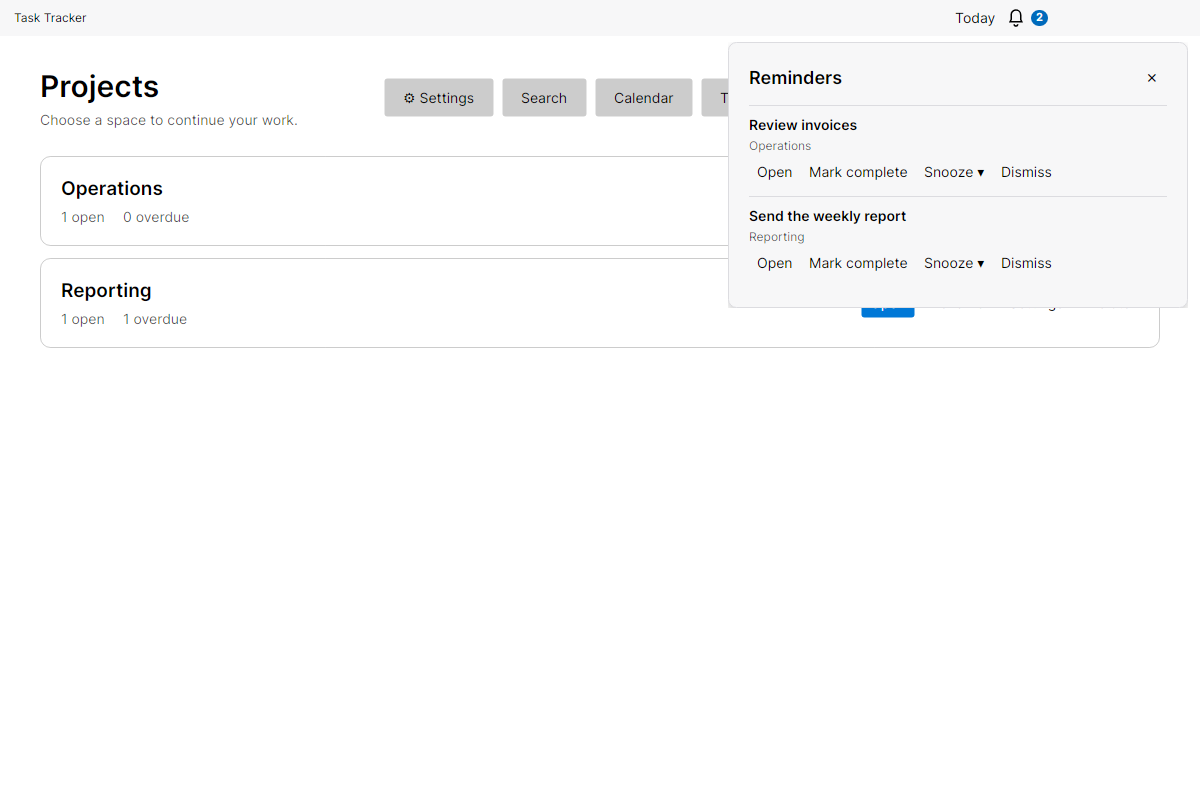 Task Tracker
Today 2
Projects
Choose a space to continue your work.
⚙ Settings Search Calendar
Reminders ×
Review invoices
Operations
Open Mark complete Snooze ▾ Dismiss
Send the weekly report
Reporting
Open Mark complete Snooze ▾ Dismiss
Operations
1 open 0 overdue
Reporting
1 open 1 overdue